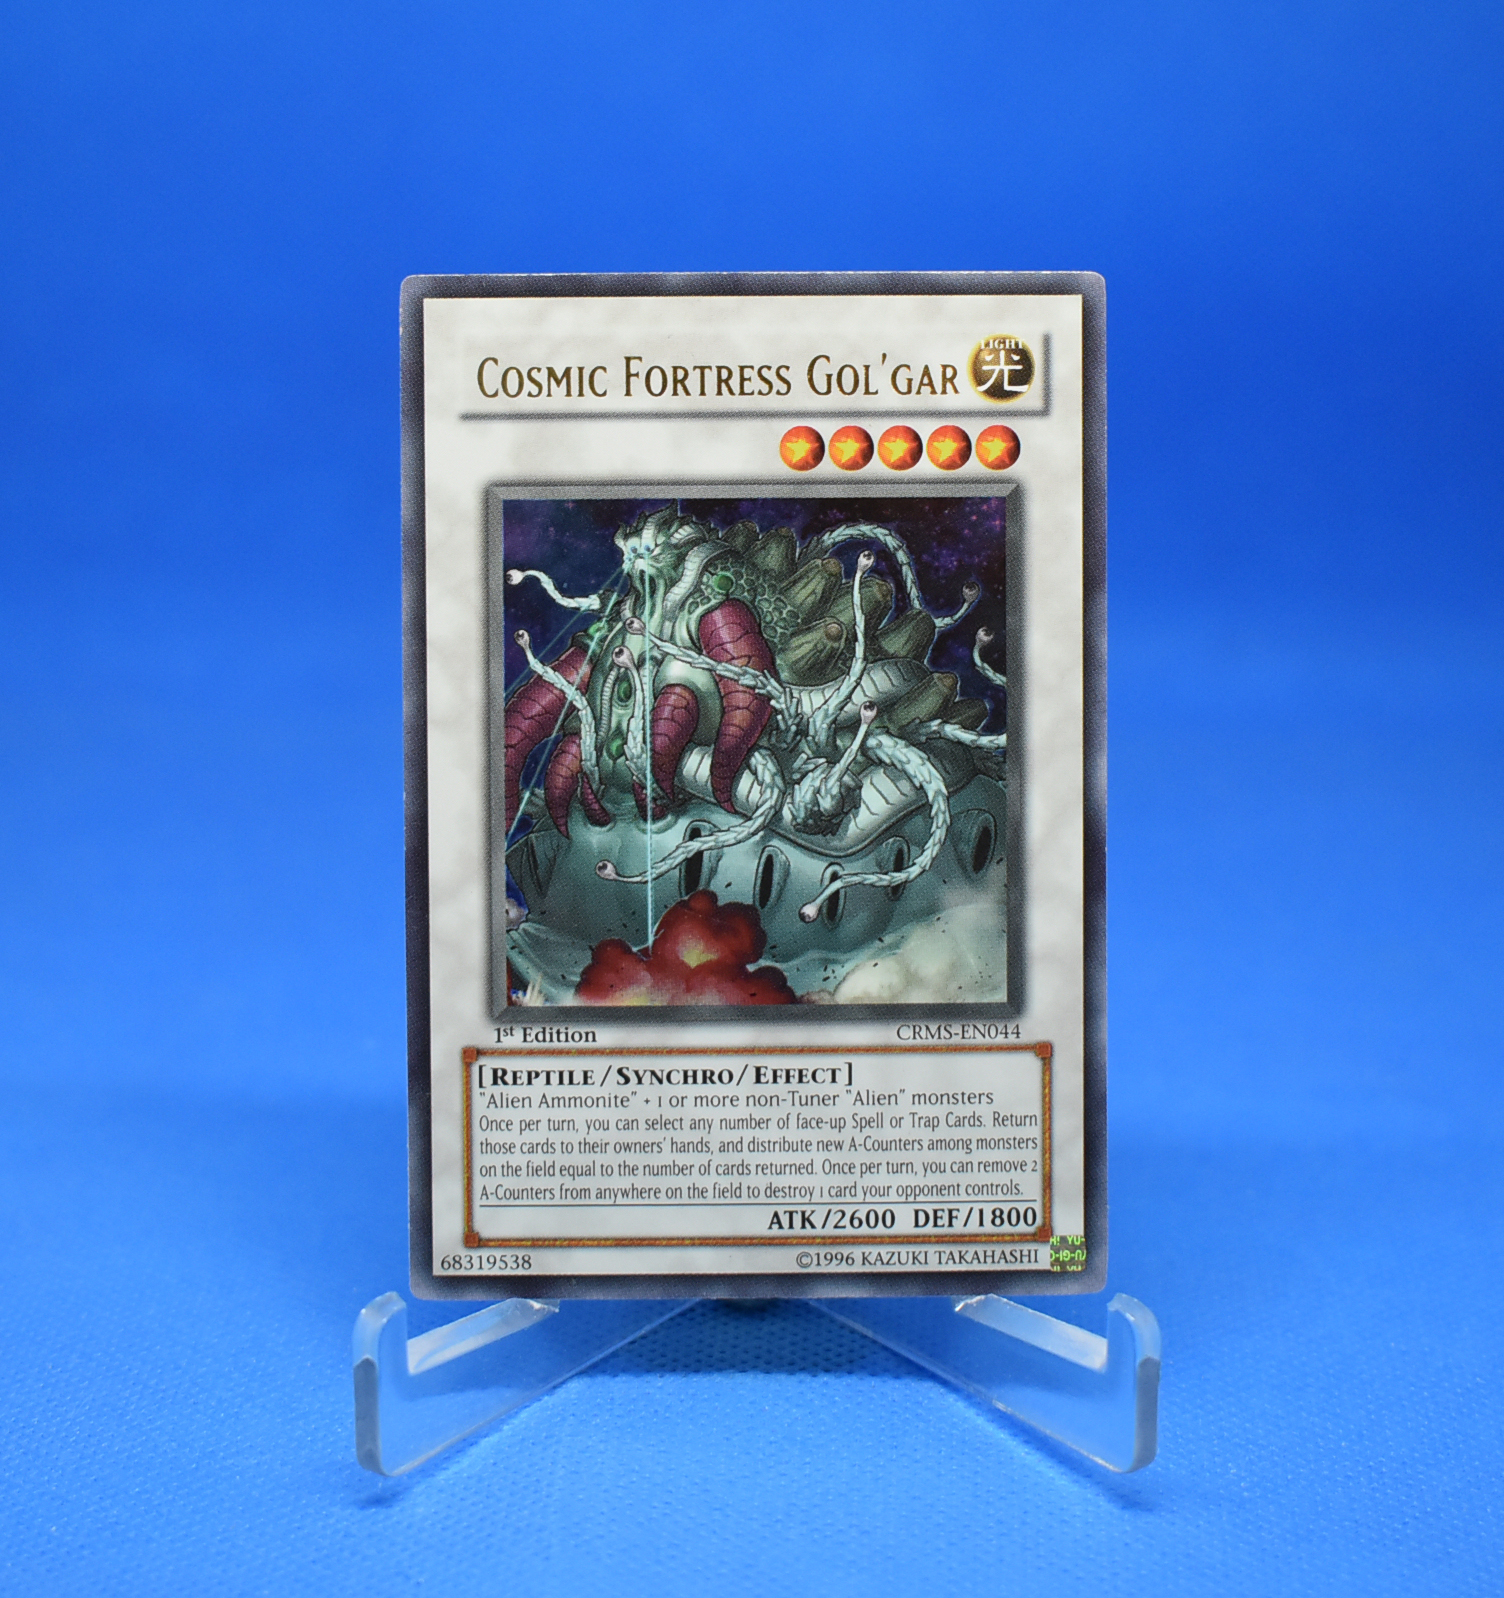 COSMIC FORTRESS GOL'GAR
LIGHT
光
1st Edition
CRMS-EN044
[REPTILE/SYNCHRO/EFFECT]
"Alien Ammonite" + 1 or more non-Tuner "Alien" monsters
Once per turn, you can select any number of face-up Spell or Trap Cards. Return
those cards to their owners' hands, and distribute new A-Counters among monsters
on the field equal to the number of cards returned. Once per turn, you can remove 2
A-Counters from anywhere on the field to destroy 1 card your opponent controls.
ATK/2600 DEF/1800
68319538
©1996 KAZUKI TAKAHASHI